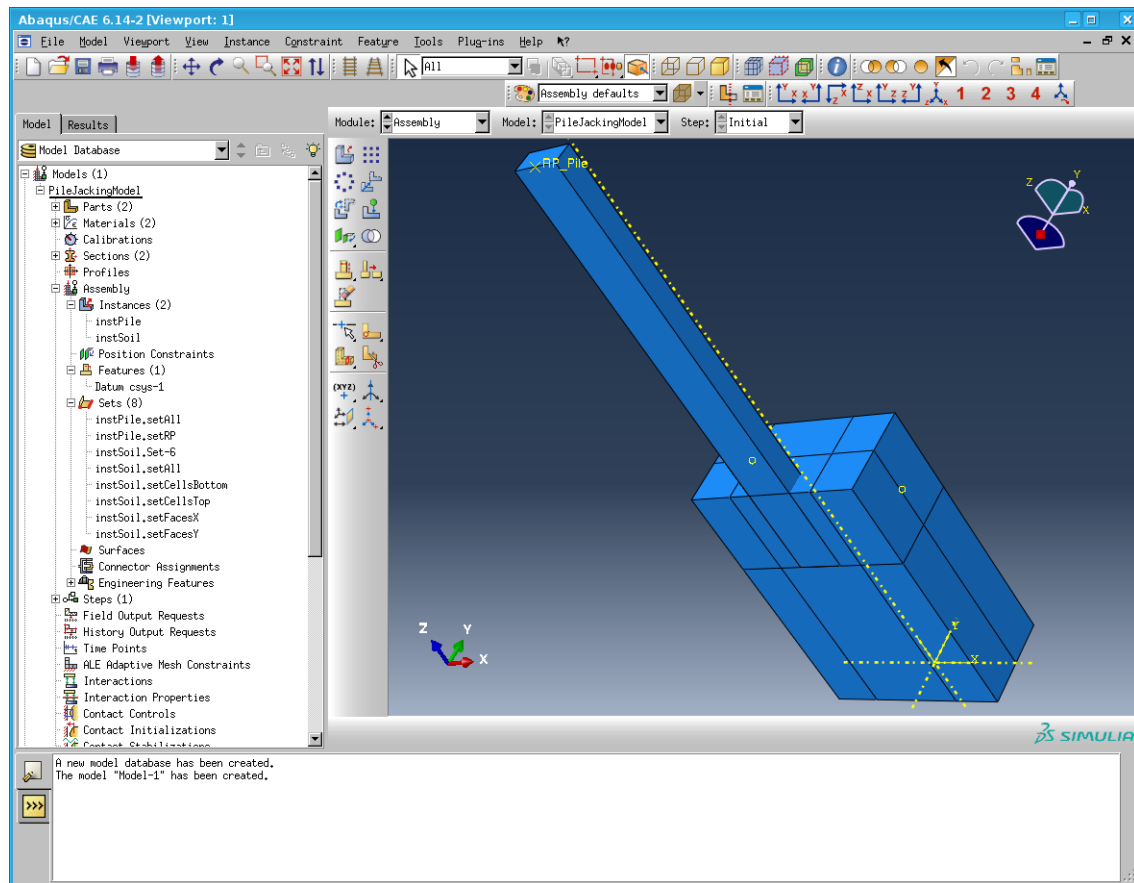 Abaqus/CAE 6.14-2 [Viewport: 1]
File Model Viewport View Instance Constraint Feature Tools Plug-ins Help
All
Assembly defaults
1 2 3 4
Model Results
Module: Assembly Model: PileJackingModel Step: Initial
Model Database
Models (1)
PileJackingModel
Parts (2)
Materials (2)
Calibrations
Sections (2)
Profiles
Assembly
Instances (2)
instPile
instSoil
Position Constraints
Features (1)
Datum csys-1
Sets (8)
instPile.setAll
instPile.setRP
instSoil.Set-6
instSoil.setAll
instSoil.setCellsBottom
instSoil.setCellsTop
instSoil.setFacesX
instSoil.setFacesY
Surfaces
Connector Assignments
Engineering Features
Steps (1)
Field Output Requests
History Output Requests
Time Points
ALE Adaptive Mesh Constraints
Interactions
Interaction Properties
Contact Controls
Contact Initializations
Contact Stabilizations
(XYZ)
RP_Pile
Z Y X
Z Y X
Y X
SIMULIA
A new model database has been created.
The model "Model-1" has been created.
>>>